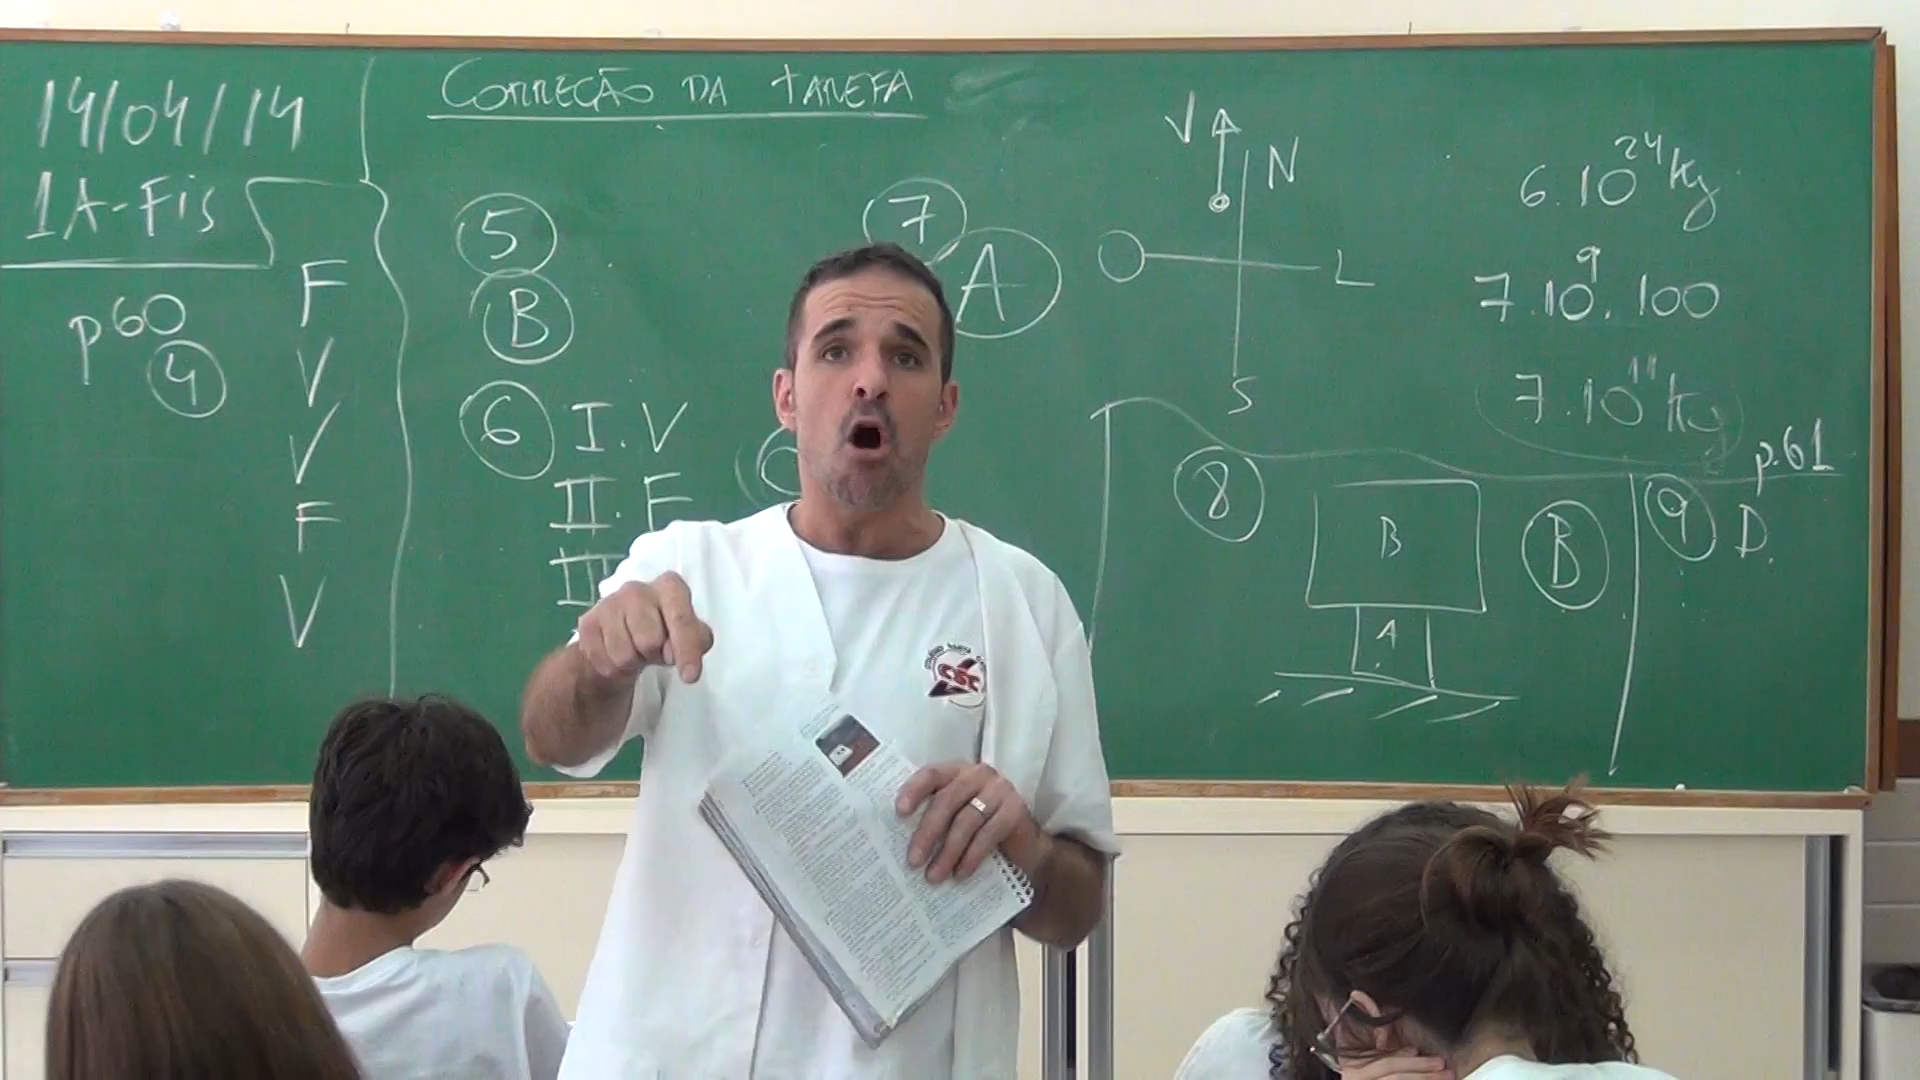 14/04/14
1A-Fis
p60
4
F
V
V
F
V
CORREÇÃO DA TAREFA
5
B
6
I. V
II. F
III
7
A
V
N
O
L
S
6.10²⁴ kg
7.10⁹.100
7.10¹¹ kg
8
B
A
B
p.61
9
D.
CSC